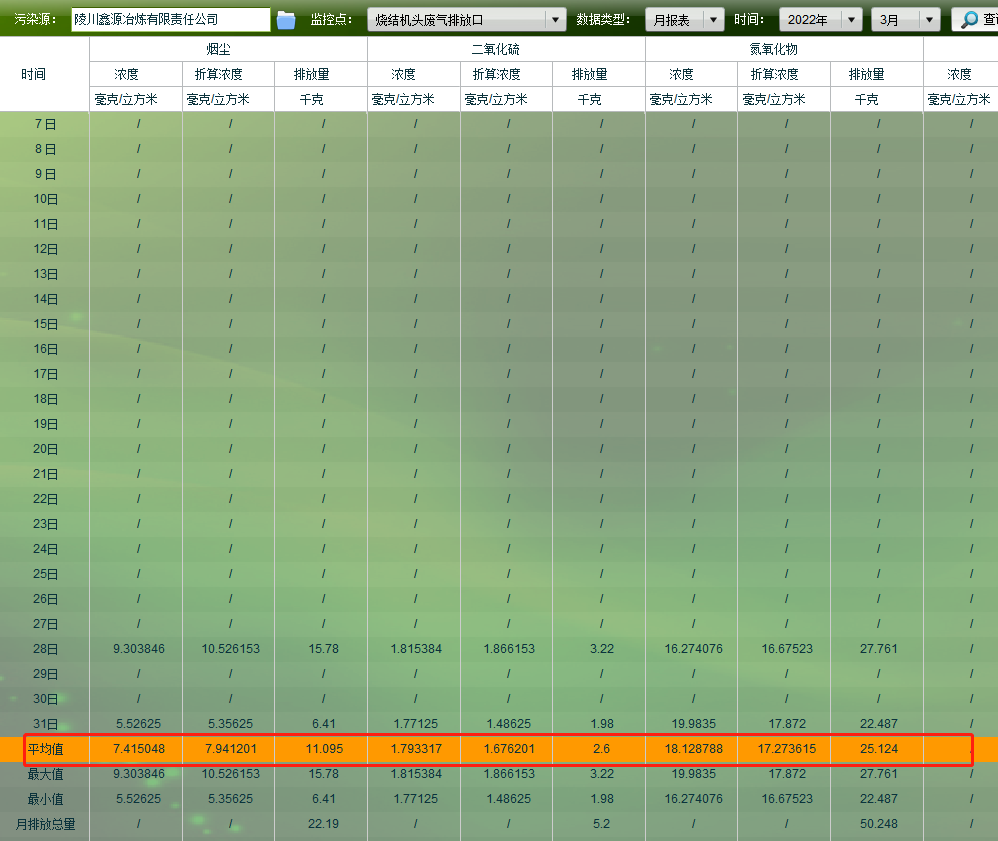 污染源： 陵川鑫源冶炼有限责任公司 监控点： 烧结机头废气排放口 数据类型： 月报表 时间： 2022年 3月
时间 烟尘 二氧化硫 氮氧化物
浓度 折算浓度 排放量 浓度 折算浓度 排放量 浓度 折算浓度 排放量 浓度
毫克/立方米 毫克/立方米 千克 毫克/立方米 毫克/立方米 千克 毫克/立方米 毫克/立方米 千克 毫克/立方米
7日 / / / / / / / / / /
8日 / / / / / / / / / /
9日 / / / / / / / / / /
10日 / / / / / / / / / /
11日 / / / / / / / / / /
12日 / / / / / / / / / /
13日 / / / / / / / / / /
14日 / / / / / / / / / /
15日 / / / / / / / / / /
16日 / / / / / / / / / /
17日 / / / / / / / / / /
18日 / / / / / / / / / /
19日 / / / / / / / / / /
20日 / / / / / / / / / /
21日 / / / / / / / / / /
22日 / / / / / / / / / /
23日 / / / / / / / / / /
24日 / / / / / / / / / /
25日 / / / / / / / / / /
26日 / / / / / / / / / /
27日 / / / / / / / / / /
28日 9.303846 10.526153 15.78 1.815384 1.866153 3.22 16.274076 16.67523 27.761 /
29日 / / / / / / / / / /
30日 / / / / / / / / / /
31日 5.52625 5.35625 6.41 1.77125 1.48625 1.98 19.9835 17.872 22.487 /
平均值 7.415048 7.941201 11.095 1.793317 1.676201 2.6 18.128788 17.273615 25.124 /
最大值 9.303846 10.526153 15.78 1.815384 1.866153 3.22 19.9835 17.872 27.761 /
最小值 5.52625 5.35625 6.41 1.77125 1.48625 1.98 16.274076 16.67523 22.487 /
月排放总量 / / 22.19 / / 5.2 / / 50.248 /